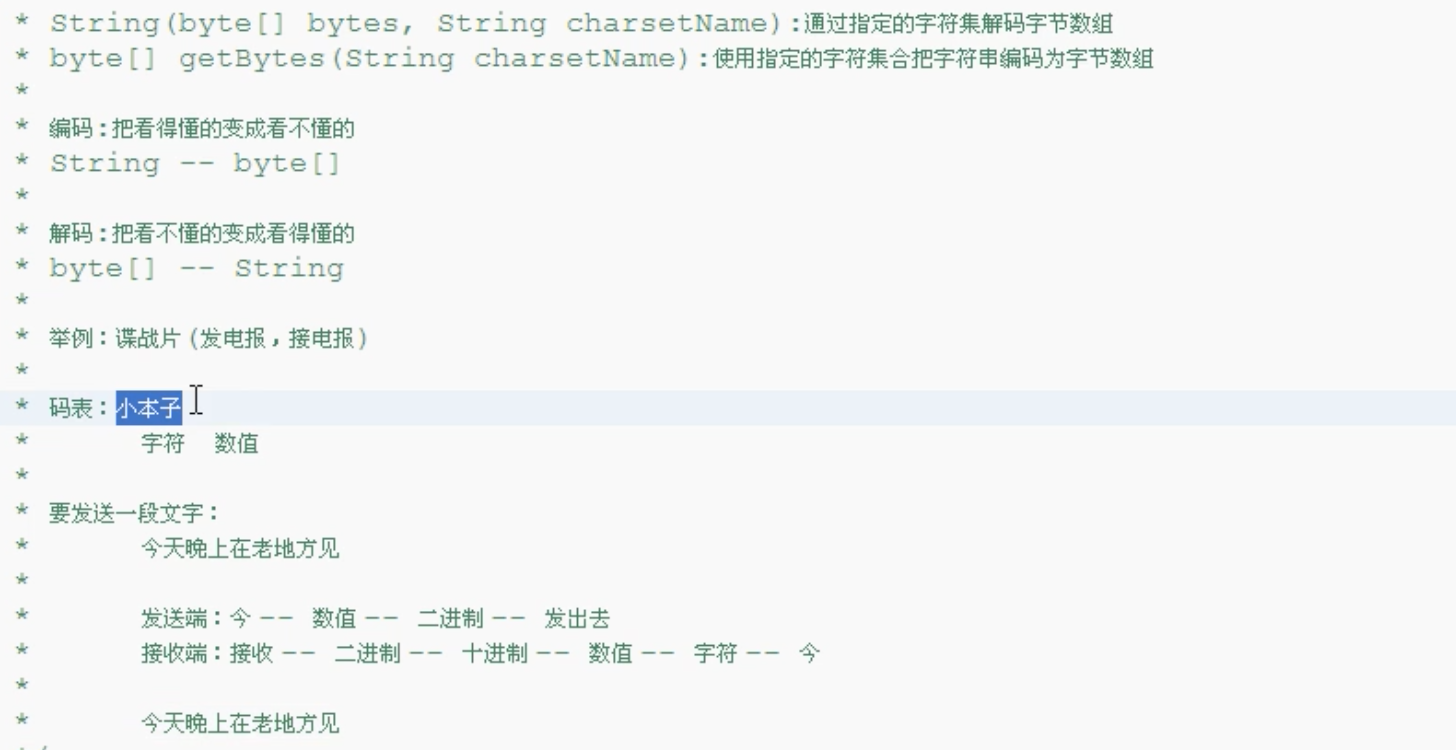 * String(byte[] bytes, String charsetName):通过指定的字符集解码字节数组
* byte[] getBytes(String charsetName):使用指定的字符集合把字符串编码为字节数组
*
* 编码:把看得懂的变成看不懂的
* String -- byte[]
*
* 解码:把看不懂的变成看得懂的
* byte[] -- String
*
* 举例：谍战片(发电报，接电报)
*
* 码表：小本子
* 字符 数值
*
* 要发送一段文字：
* 今天晚上在老地方见
*
* 发送端：今 -- 数值 -- 二进制 -- 发出去
* 接收端：接收 -- 二进制 -- 十进制 -- 数值 -- 字符 -- 今
*
* 今天晚上在老地方见